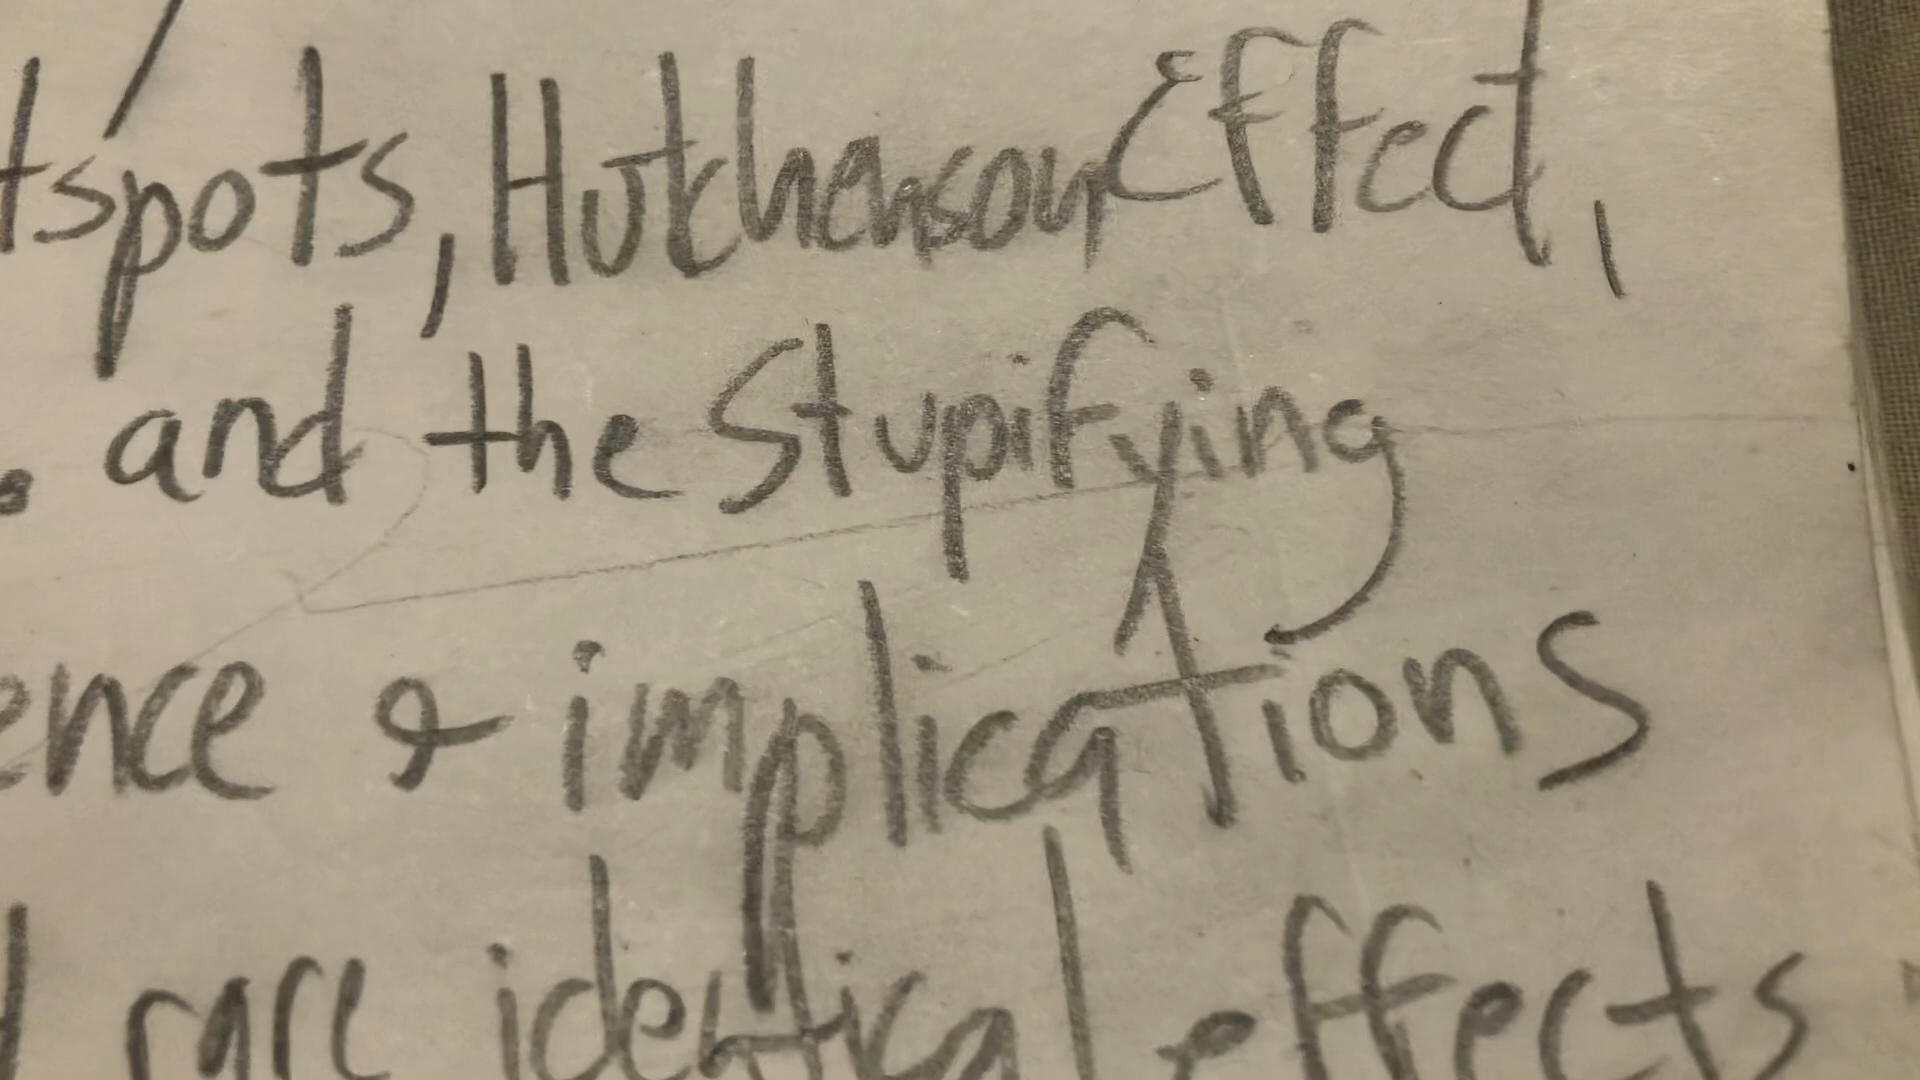 tspots, Hutchenson Effect,
. and the Stupifying
ence & implications
rare identical effects